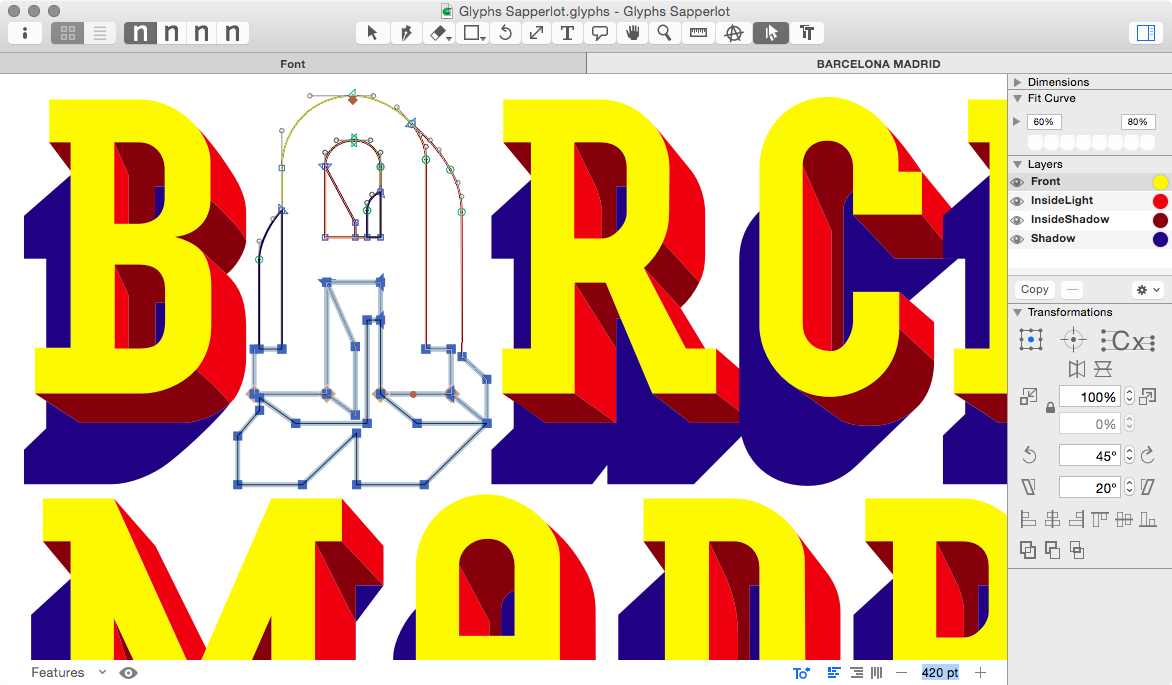 Glyphs Sapperlot.glyphs - Glyphs Sapperlot
n n n n
T
Font
BARCELONA MADRID
Dimensions
Fit Curve
60% 80%
Layers
Front
InsideLight
InsideShadow
Shadow
Copy
Transformations
Cx
100%
0%
45°
20°
B RC
Features
420 pt